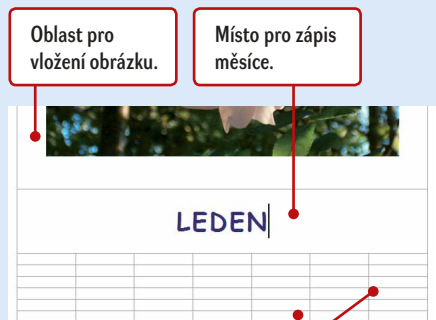 Oblast pro
vložení obrázku.
Místo pro zápis
měsíce.
LEDEN